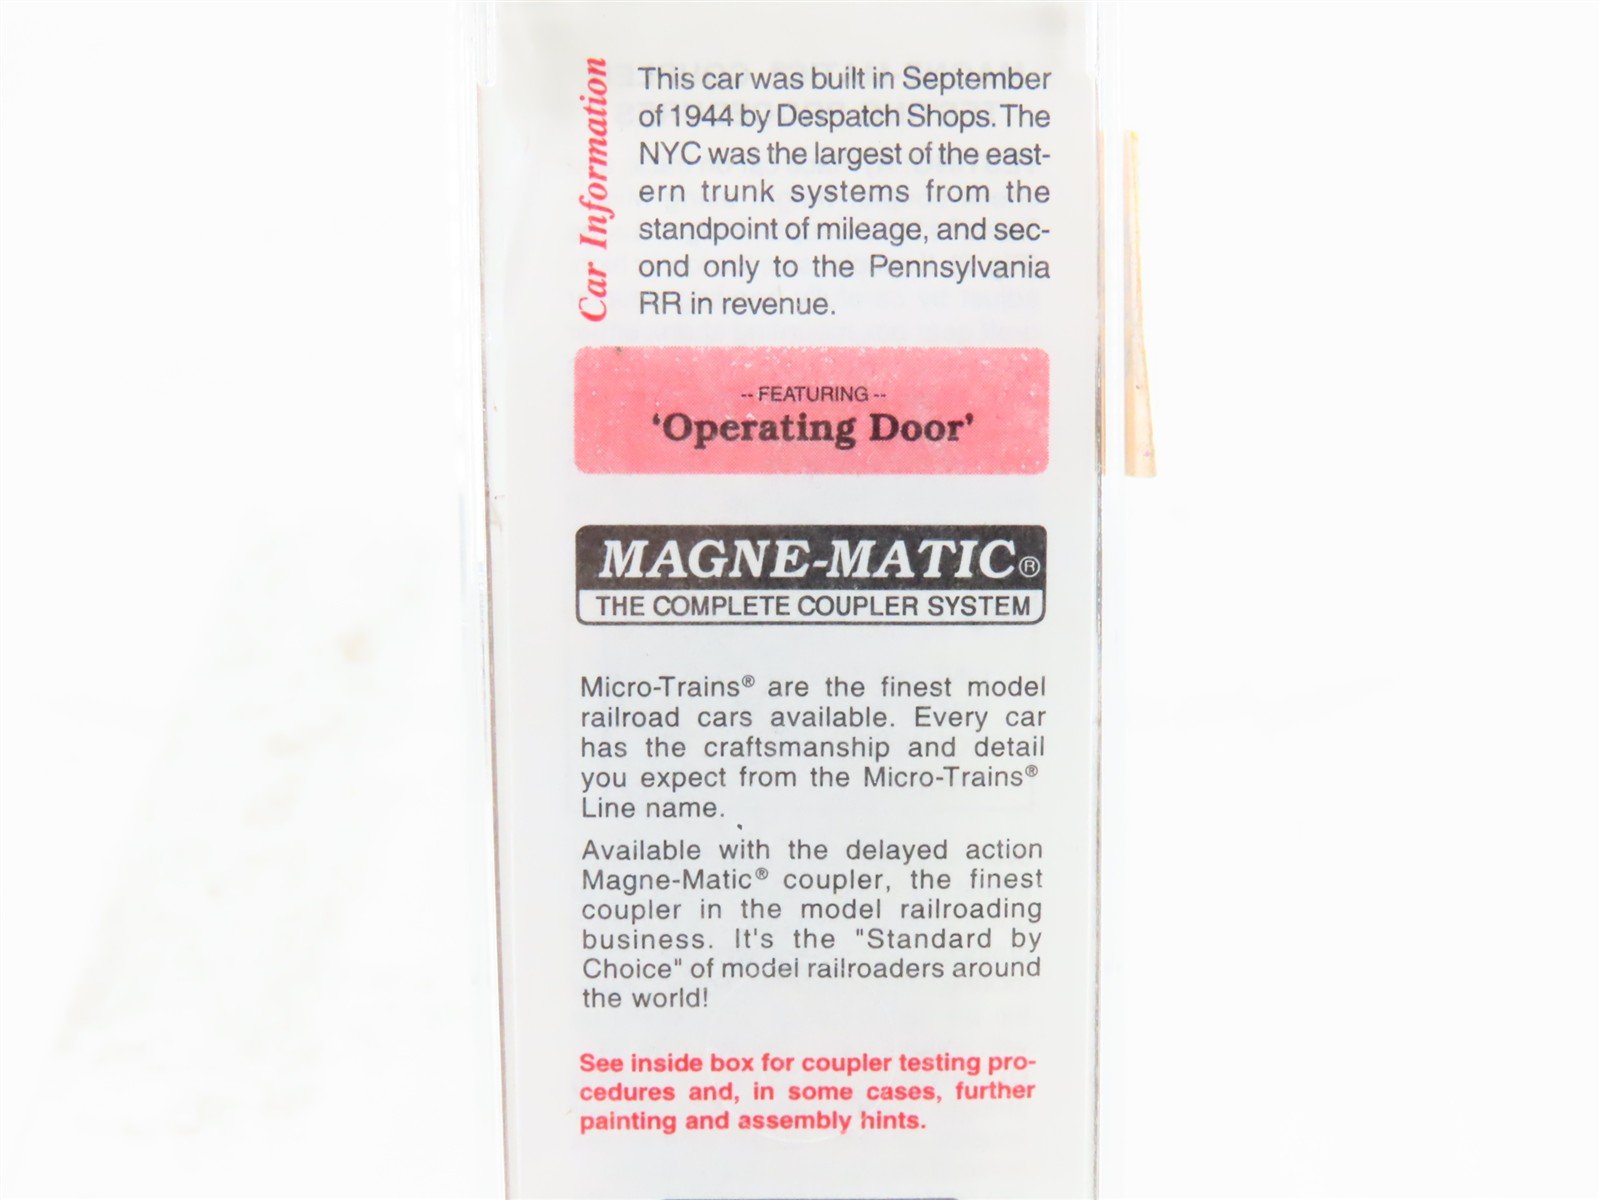 Car Information
This car was built in September
of 1944 by Despatch Shops. The
NYC was the largest of the east-
ern trunk systems from the
standpoint of mileage, and sec-
ond only to the Pennsylvania
RR in revenue.
-- FEATURING --
'Operating Door'
MAGNE-MATIC®
THE COMPLETE COUPLER SYSTEM
Micro-Trains® are the finest model
railroad cars available. Every car
has the craftsmanship and detail
you expect from the Micro-Trains®
Line name.
Available with the delayed action
Magne-Matic® coupler, the finest
coupler in the model railroading
business. It's the "Standard by
Choice" of model railroaders around
the world!
See inside box for coupler testing pro-
cedures and, in some cases, further
painting and assembly hints.